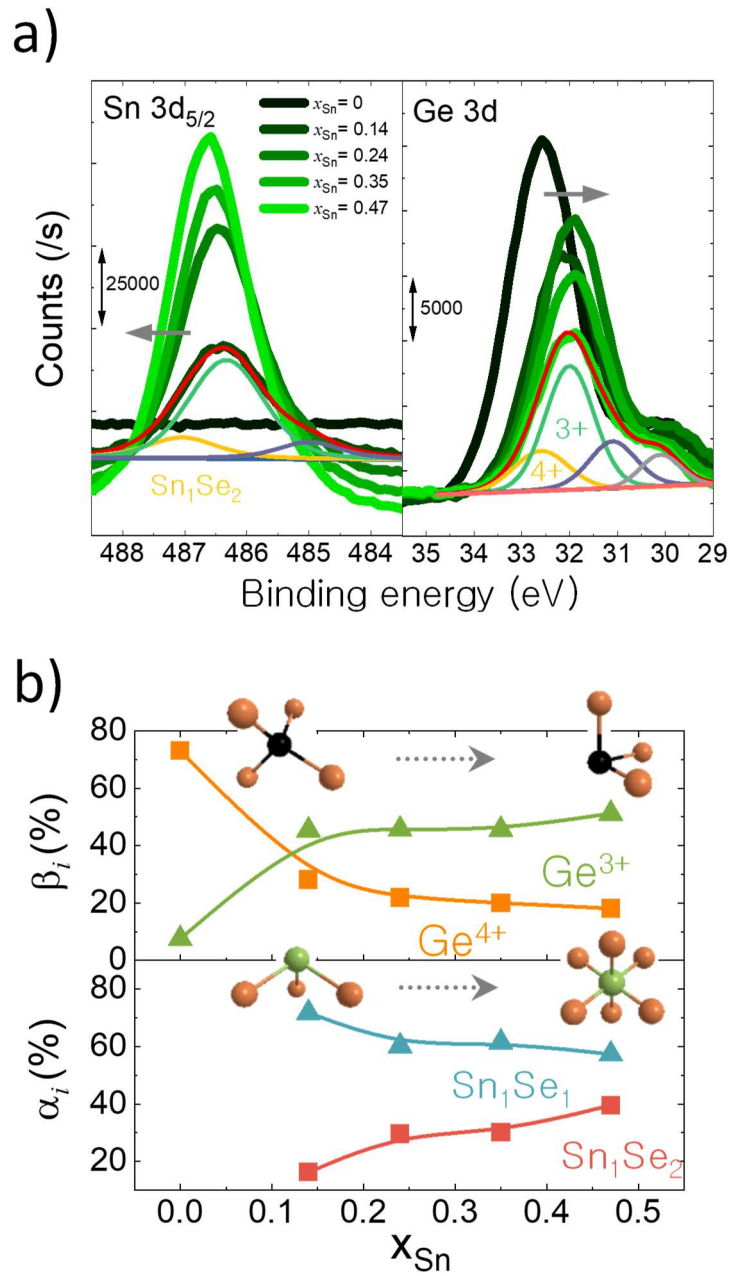 a)
Sn 3d5/2
xSn= 0
xSn= 0.14
xSn= 0.24
xSn= 0.35
xSn= 0.47
Ge 3d
Counts (/s)
25000
5000
Sn1Se2
3+
4+
488 487 486 485 484
35 34 33 32 31 30 29
Binding energy (eV)
b)
80
60
40
20
0
βi (%)
Ge3+
Ge4+
80
60
40
20
αi (%)
Sn1Se1
Sn1Se2
0.0 0.1 0.2 0.3 0.4 0.5
xSn